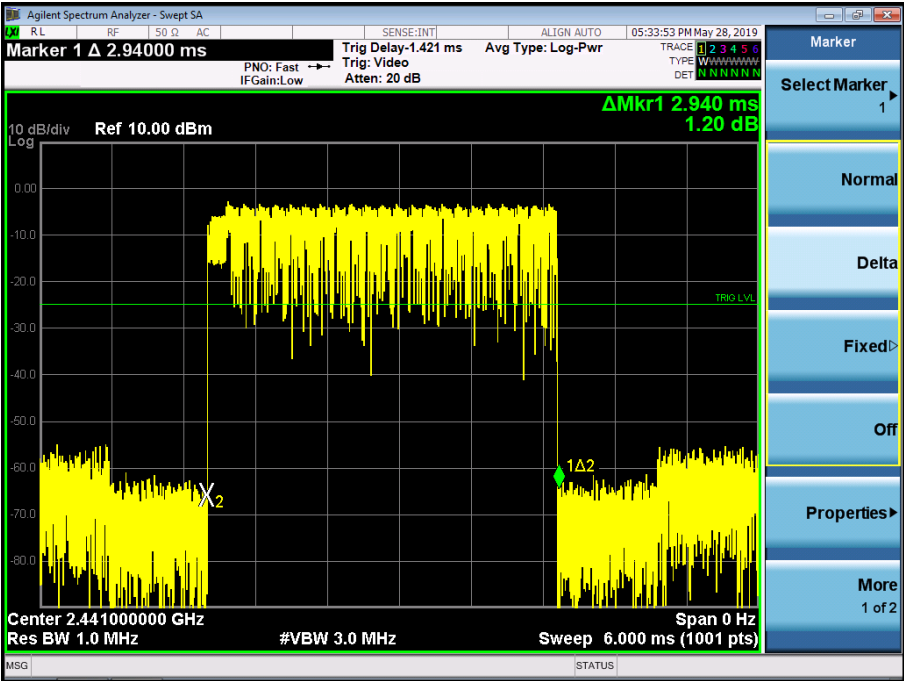 Agilent Spectrum Analyzer - Swept SA
LXI RL RF 50 Ω AC SENSE:INT ALIGN AUTO 05:33:53 PM May 28, 2019
Marker 1 Δ 2.94000 ms
Trig Delay-1.421 ms Avg Type: Log-Pwr TRACE 1 2 3 4 5 6
PNO: Fast Trig: Video TYPE WWWWWW
IFGain:Low Atten: 20 dB DET N N N N N N
ΔMkr1 2.940 ms
10 dB/div Ref 10.00 dBm 1.20 dB
Log
0.00
-10.0
-20.0
TRIG LVL
-30.0
-40.0
-50.0
-60.0
1Δ2
X2
-70.0
-80.0
Center 2.441000000 GHz Span 0 Hz
Res BW 1.0 MHz #VBW 3.0 MHz Sweep 6.000 ms (1001 pts)
MSG STATUS
Marker
Select Marker
1
Normal
Delta
Fixed
Off
Properties
More
1 of 2